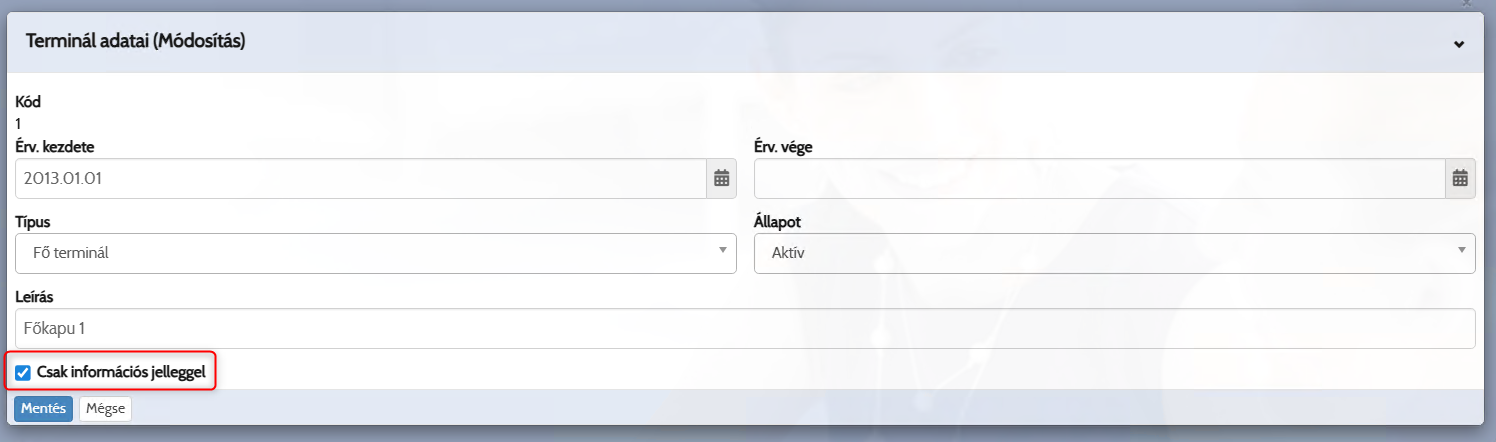 Terminál adatai (Módosítás)
Kód
1
Érv. kezdete
Érv. vége
2013.01.01
Típus
Állapot
Fő terminál
Aktív
Leírás
Főkapu 1
Csak információs jelleggel
Mentés
Mégse